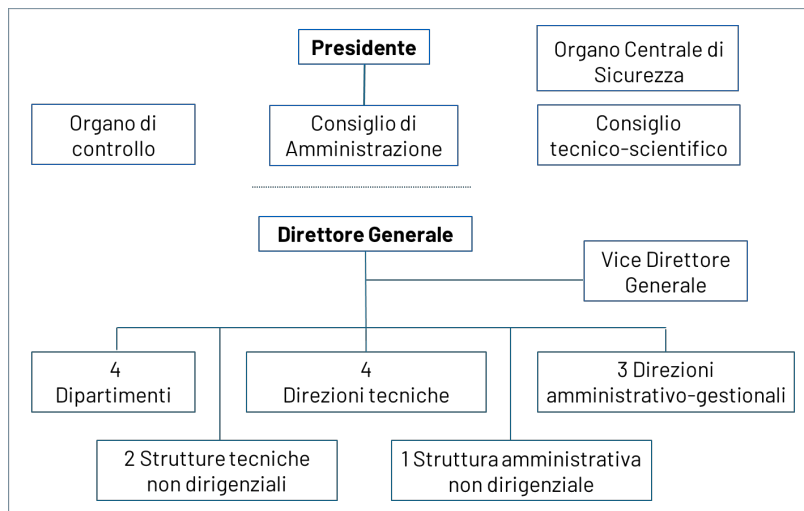 Presidente
Organo Centrale di
Sicurezza
Organo di
controllo
Consiglio di
Amministrazione
Consiglio
tecnico-scientifico
Direttore Generale
Vice Direttore
Generale
4
Dipartimenti
4
Direzioni tecniche
3 Direzioni
amministrativo-gestionali
2 Strutture tecniche
non dirigenziali
1 Struttura amministrativa
non dirigenziale